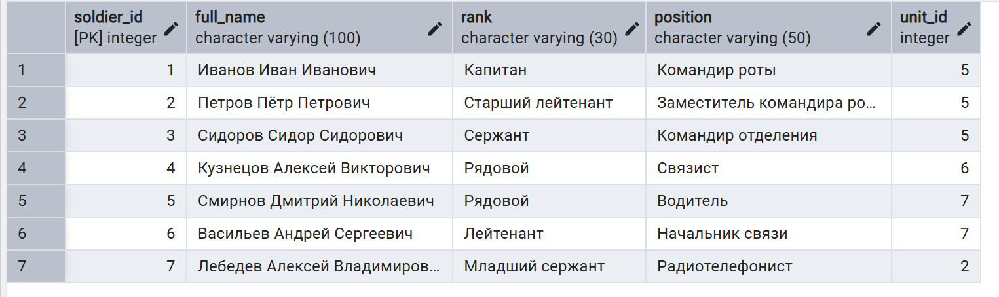 soldier_id full_name rank position unit_id
[PK] integer character varying (100) character varying (30) character varying (50) integer
1 1 Иванов Иван Иванович Капитан Командир роты 5
2 2 Петров Пётр Петрович Старший лейтенант Заместитель командира ро... 5
3 3 Сидоров Сидор Сидорович Сержант Командир отделения 5
4 4 Кузнецов Алексей Викторович Рядовой Связист 6
5 5 Смирнов Дмитрий Николаевич Рядовой Водитель 7
6 6 Васильев Андрей Сергеевич Лейтенант Начальник связи 7
7 7 Лебедев Алексей Владимиров... Младший сержант Радиотелефонист 2